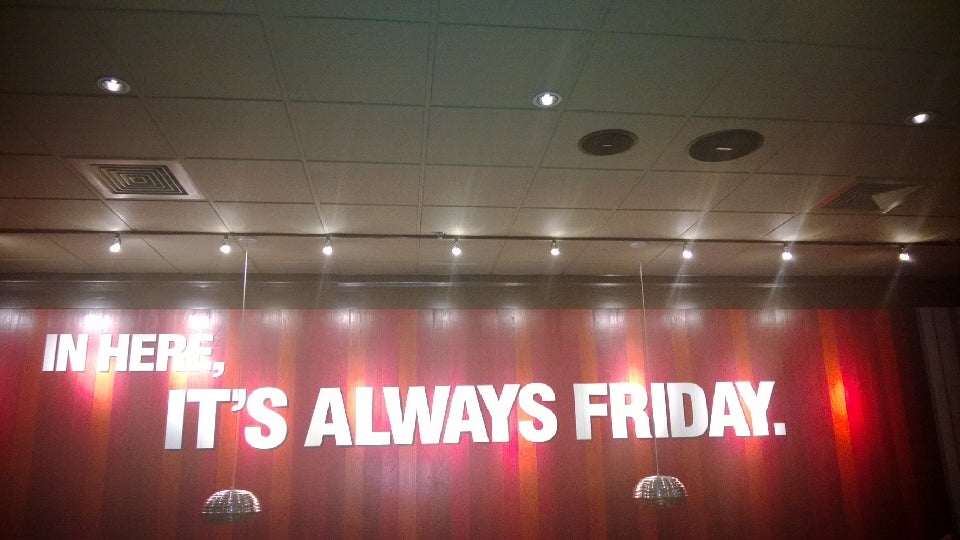 IN HERE,
IT'S ALWAYS FRIDAY.